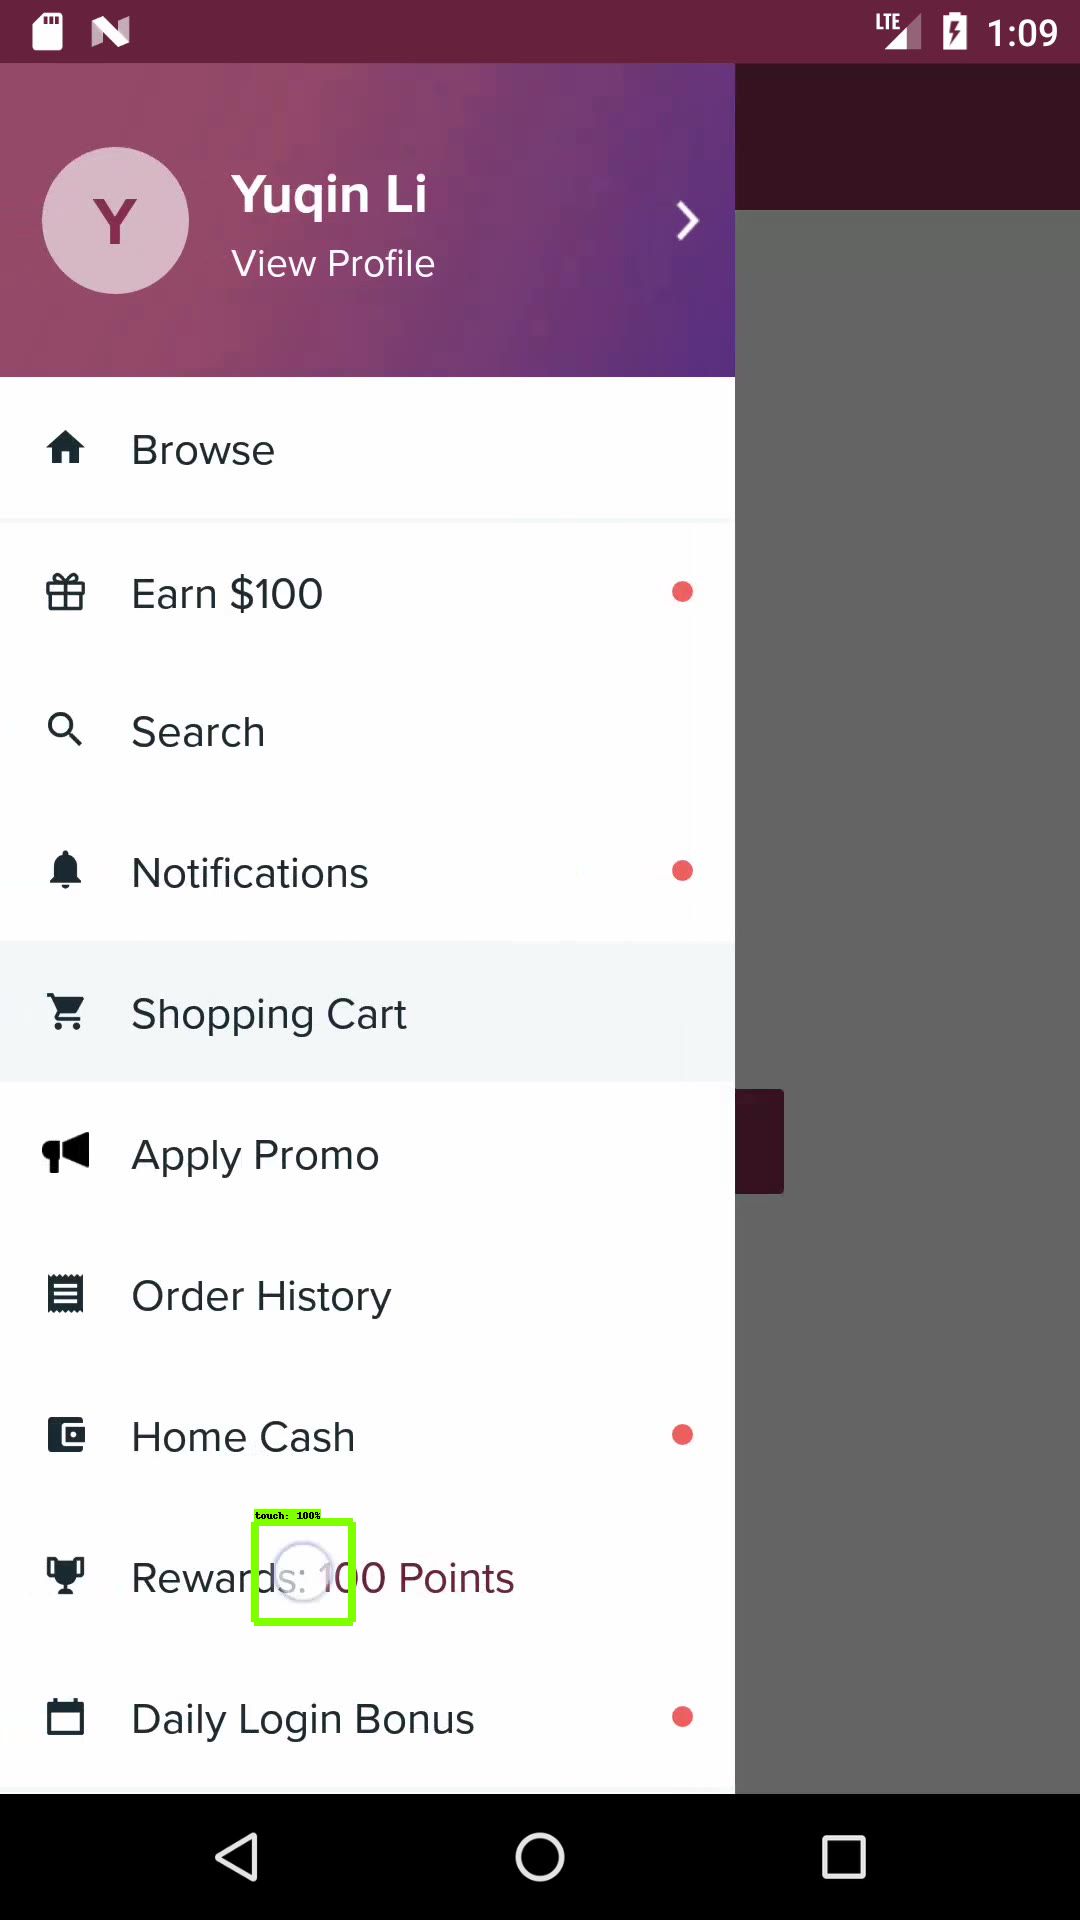 LTE 1:09
Y
Yuqin Li
View Profile
Browse
Earn $100
Search
Notifications
Shopping Cart
Apply Promo
Order History
Home Cash
touch: 100%
Rewards: 100 Points
Daily Login Bonus